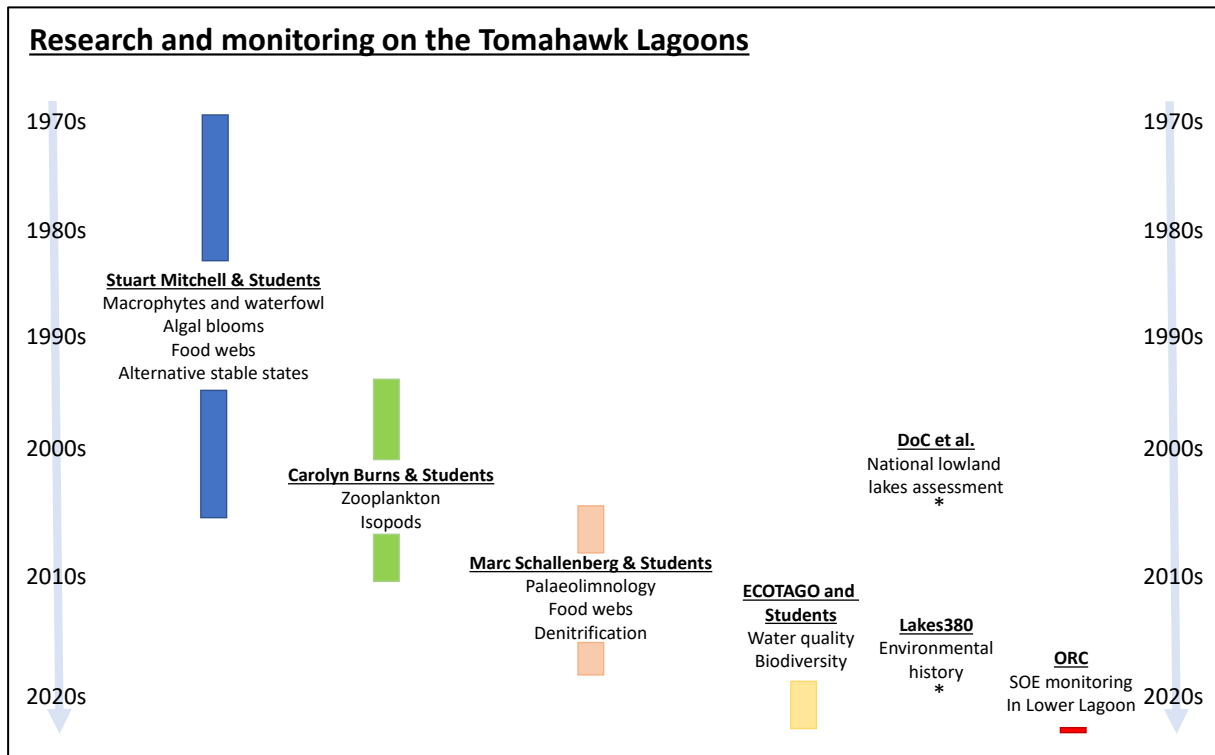 Research and monitoring on the Tomahawk Lagoons
1970s
1980s
1990s
2000s
2010s
2020s
Stuart Mitchell & Students
Macrophytes and waterfowl
Algal blooms
Food webs
Alternative stable states
Carolyn Burns & Students
Zooplankton
Isopods
Marc Schallenberg & Students
Palaeolimnology
Food webs
Denitrification
ECOTAGO and
Students
Water quality
Biodiversity
DoC et al.
National lowland
lakes assessment
*
Lakes380
Environmental
history
*
ORC
SOE monitoring
In Lower Lagoon
1970s
1980s
1990s
2000s
2010s
2020s